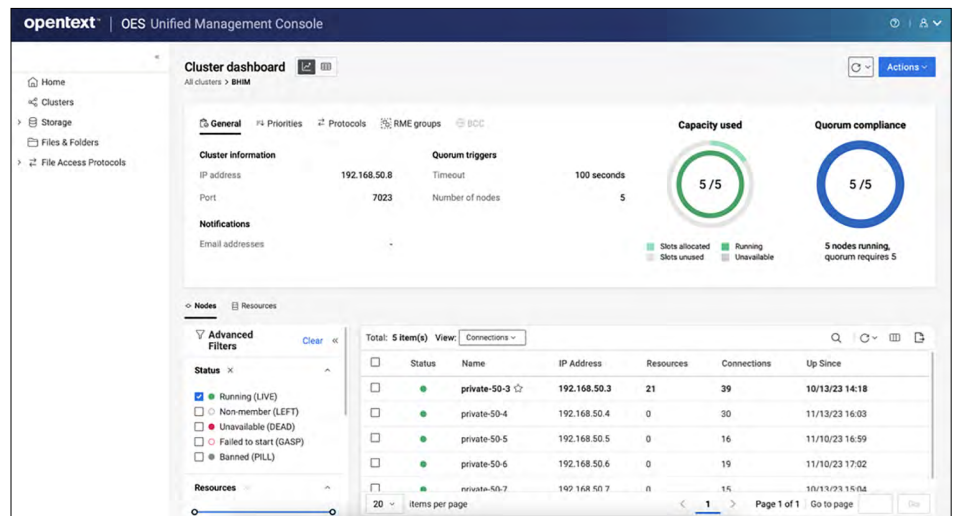 opentext™ | OES Unified Management Console
Home
Clusters
Storage
Files & Folders
File Access Protocols
Cluster dashboard
All clusters > BHIM
Actions
General Priorities Protocols RME groups BCC
Cluster information
IP address 192.168.50.8
Port 7023
Notifications
Email addresses -
Quorum triggers
Timeout 100 seconds
Number of nodes 5
Capacity used
5 /5
Slots allocated Running
Slots unused Unavailable
Quorum compliance
5 /5
5 nodes running,
quorum requires 5
Nodes Resources
Advanced
Filters
Clear «
Status ×
Running (LIVE)
Non-member (LEFT)
Unavailable (DEAD)
Failed to start (GASP)
Banned (PILL)
Resources
Total: 5 item(s) View: Connections
Status Name IP Address Resources Connections Up Since
private-50-3 192.168.50.3 21 39 10/13/23 14:18
private-50-4 192.168.50.4 0 30 11/13/23 16:03
private-50-5 192.168.50.5 0 16 11/10/23 16:59
private-50-6 192.168.50.6 0 19 11/10/23 17:02
private-50-7 192.168.50.7 0 15 10/13/23 15:04
20 items per page
< 1 > Page 1 of 1 Go to page Go